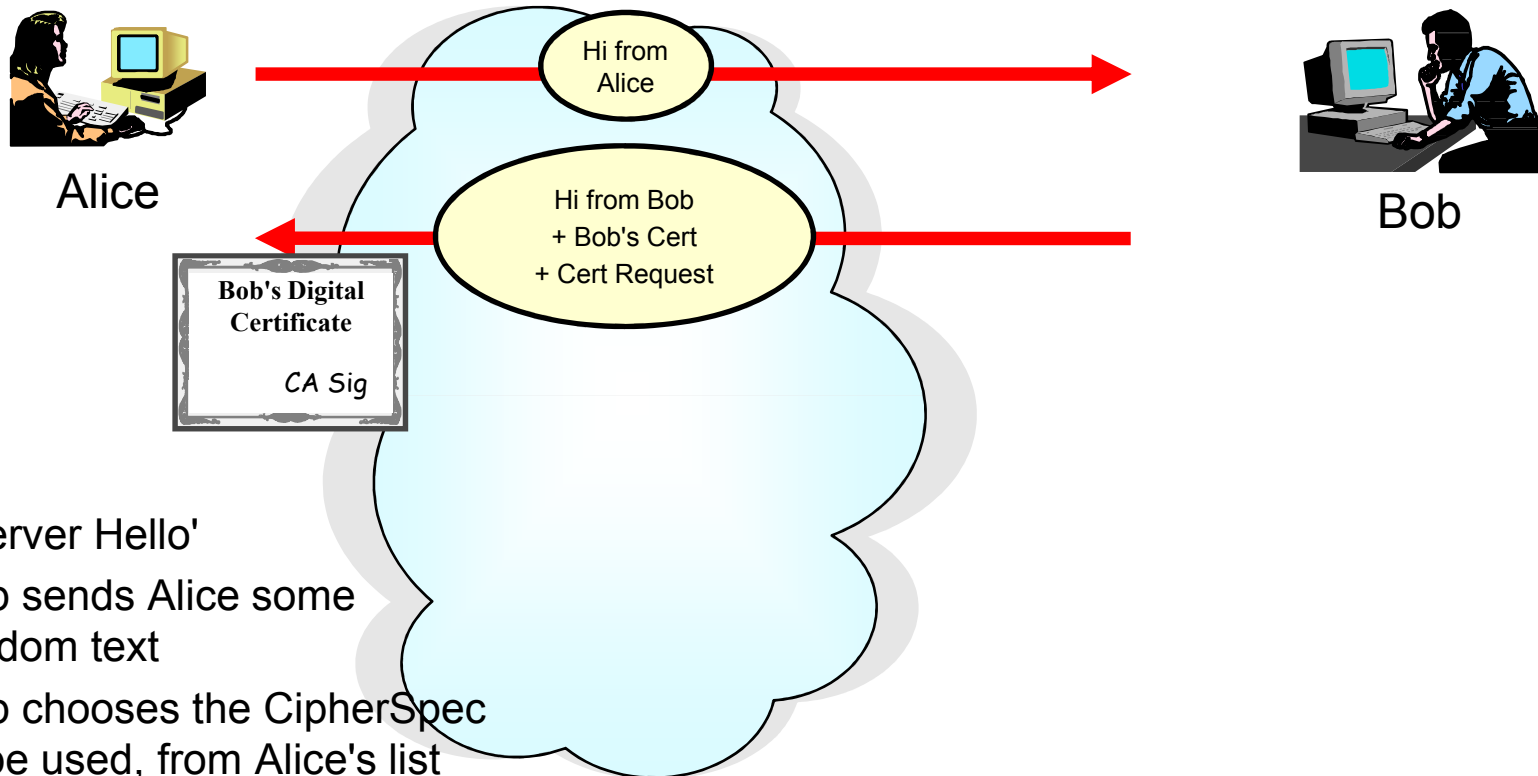 Hi from
Alice
Alice
Bob
Hi from Bob
+ Bob's Cert
+ Cert Request
Bob's Digital
Certificate
CA Sig
erver Hello'
o sends Alice some
dom text
o chooses the CipherSpec
be used, from Alice's list